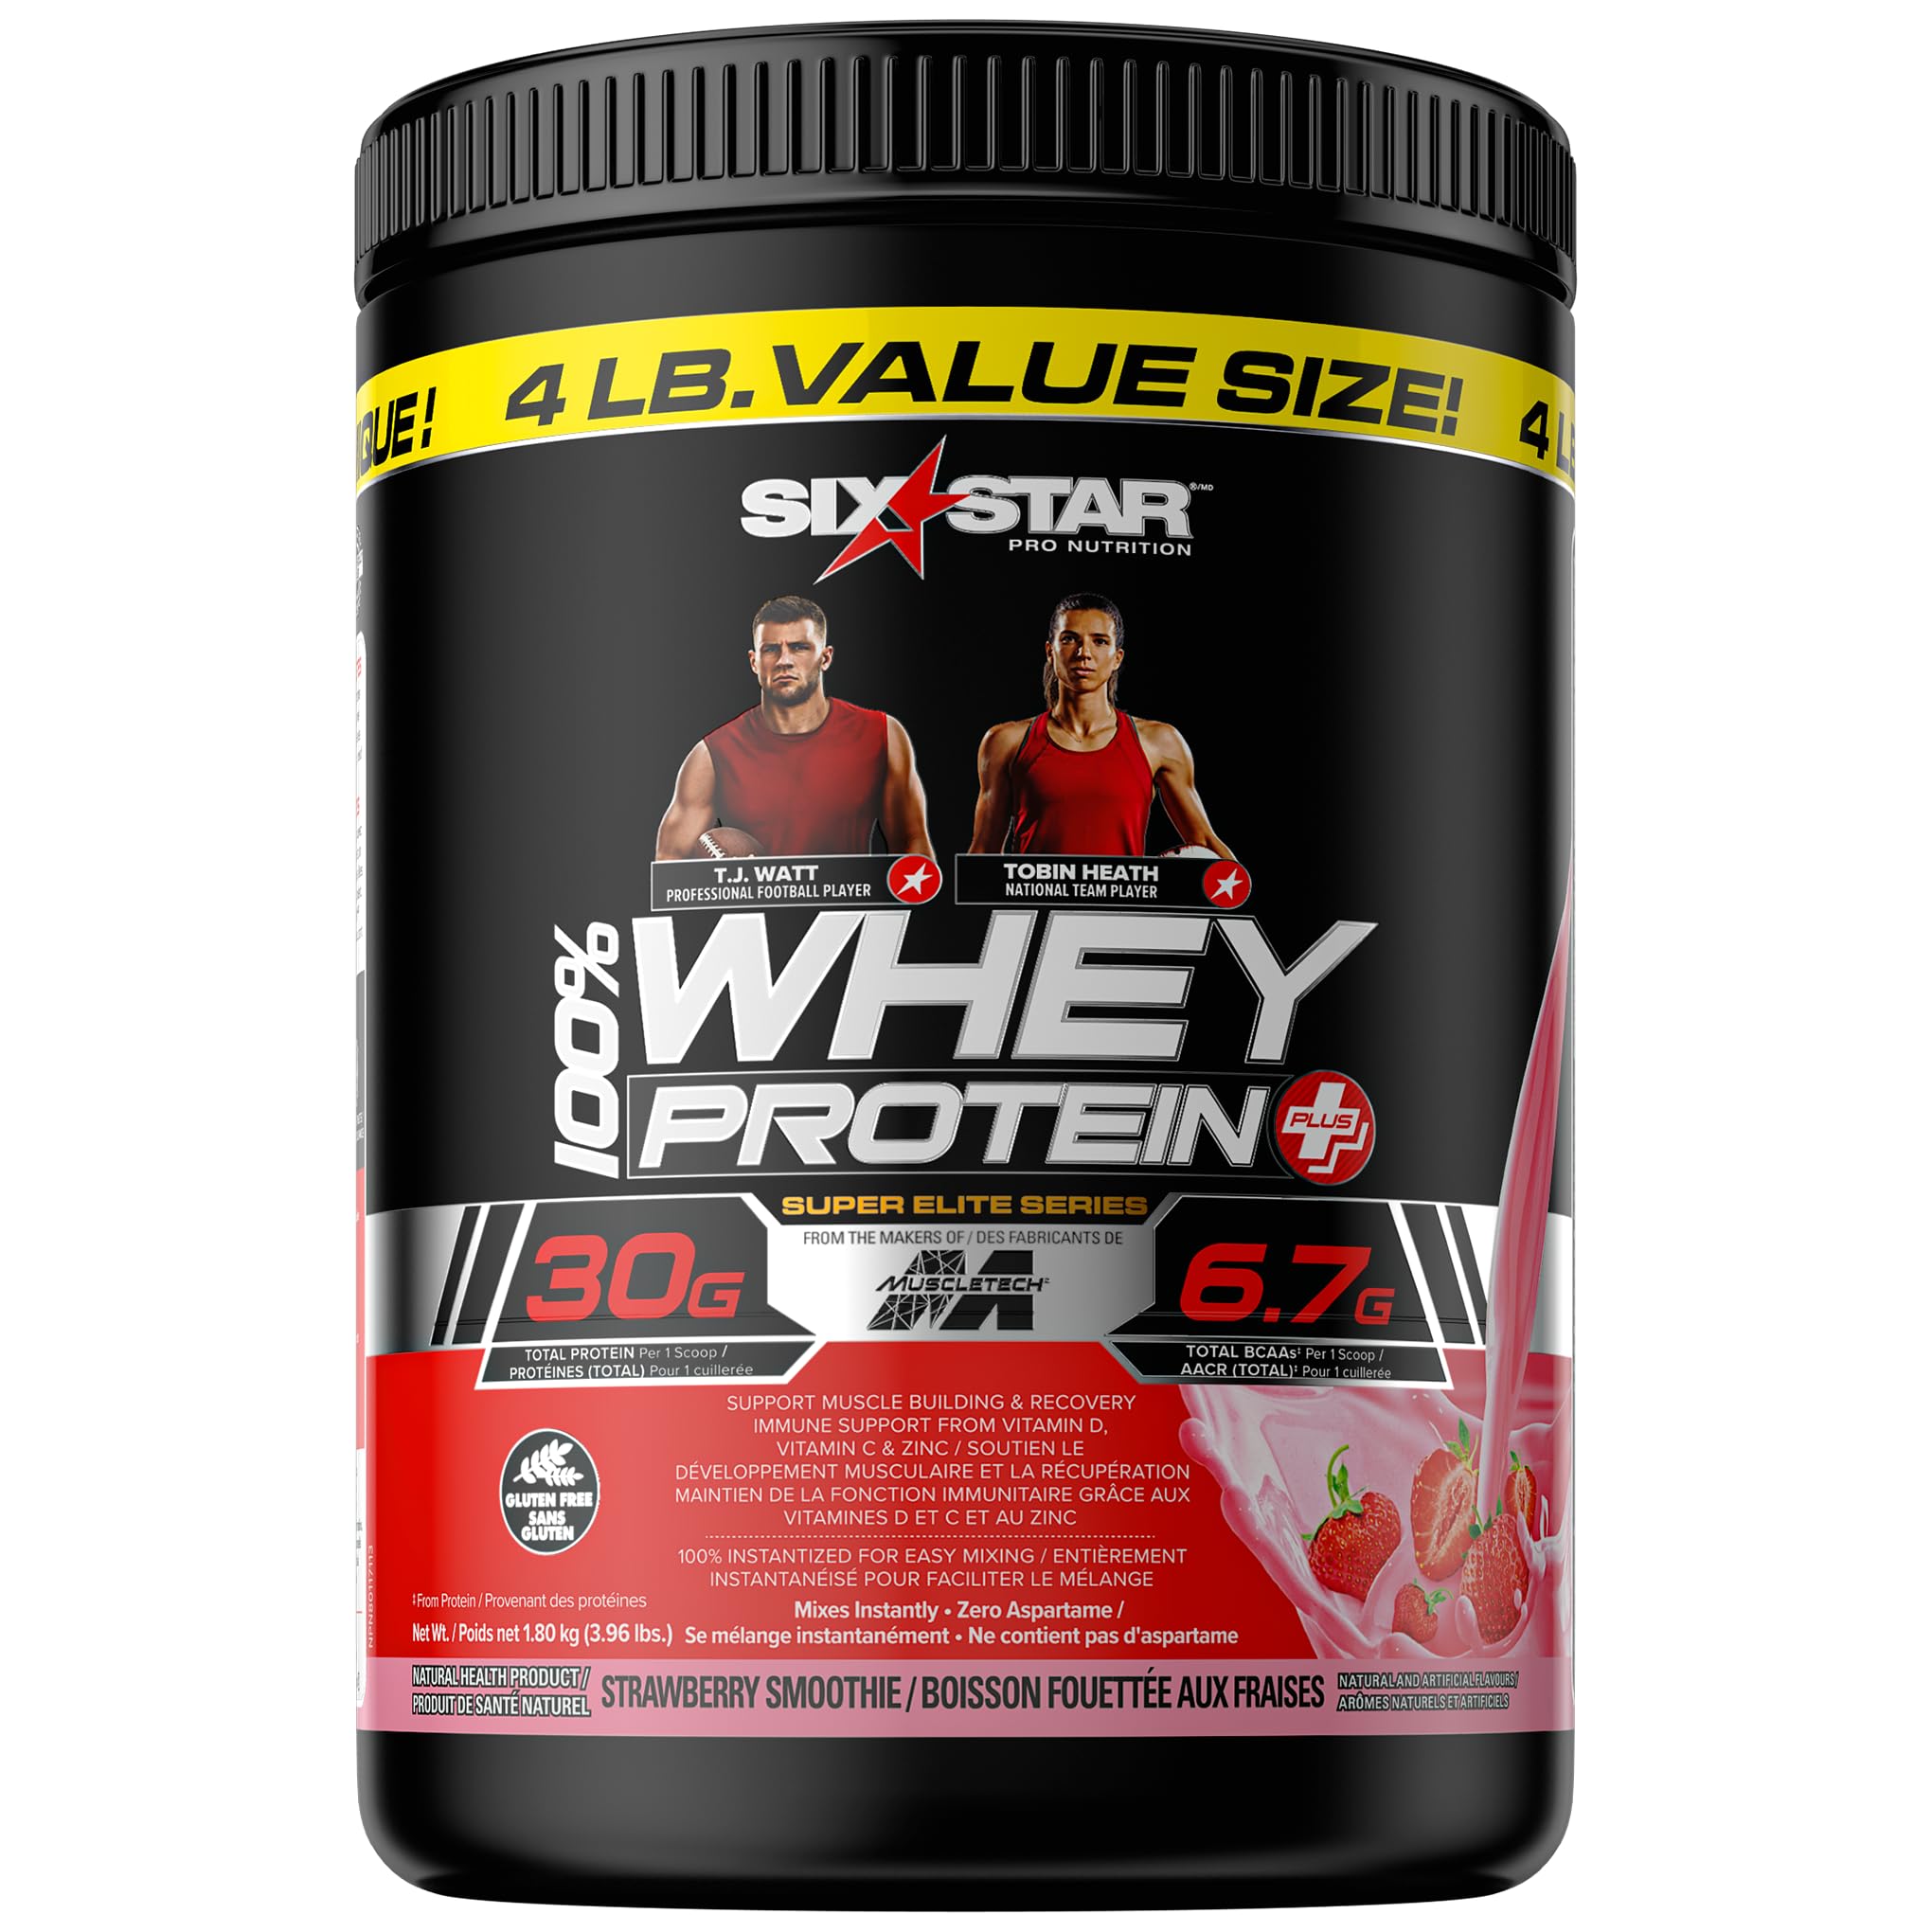 QUE! 4 LB. VALUE SIZE! 4 L
SIX STAR ®/MD
PRO NUTRITION
T.J. WATT
PROFESSIONAL FOOTBALL PLAYER
TOBIN HEATH
NATIONAL TEAM PLAYER
100% WHEY
PROTEIN PLUS
SUPER ELITE SERIES
FROM THE MAKERS OF / DES FABRICANTS DE
MUSCLETECH
30G
TOTAL PROTEIN Per 1 Scoop /
PROTÉINES (TOTAL) Pour 1 cuillerée
6.7G
TOTAL BCAAs‡ Per 1 Scoop /
AACR (TOTAL)‡ Pour 1 cuillerée
SUPPORT MUSCLE BUILDING & RECOVERY
IMMUNE SUPPORT FROM VITAMIN D,
VITAMIN C & ZINC / SOUTIEN LE
DÉVELOPPEMENT MUSCULAIRE ET LA RÉCUPÉRATION
MAINTIEN DE LA FONCTION IMMUNITAIRE GRÂCE AUX
VITAMINES D ET C ET AU ZINC
GLUTEN FREE
SANS
GLUTEN
100% INSTANTIZED FOR EASY MIXING / ENTIÈREMENT
INSTANTANÉISÉ POUR FACILITER LE MÉLANGE
Mixes Instantly • Zero Aspartame /
Se mélange instantanément • Ne contient pas d'aspartame
‡From Protein / Provenant des protéines
Net Wt. / Poids net 1.80 kg (3.96 lbs.)
NPN80117113
NATURAL HEALTH PRODUCT /
PRODUIT DE SANTÉ NATUREL
STRAWBERRY SMOOTHIE / BOISSON FOUETTÉE AUX FRAISES
NATURAL AND ARTIFICIAL FLAVOURS /
ARÔMES NATURELS ET ARTIFICIELS